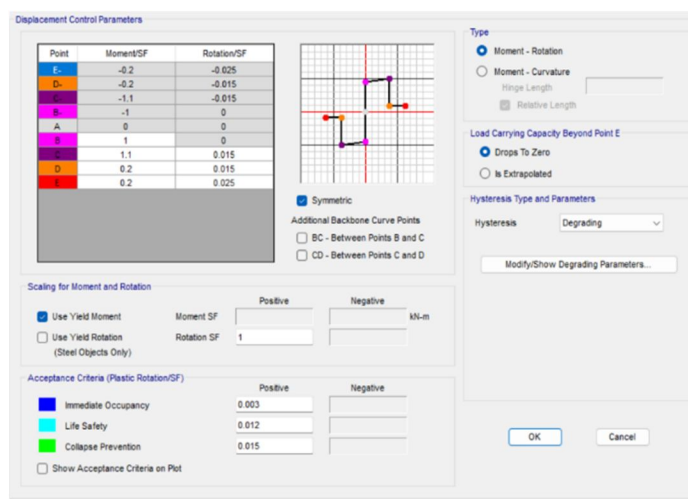 Displacement Control Parameters
Point Moment/SF Rotation/SF
E- -0.2 -0.025
D- -0.2 -0.015
C- -1.1 -0.015
B- -1 0
A 0 0
B 1 0
C 1.1 0.015
D 0.2 0.015
E 0.2 0.025
Symmetric
Additional Backbone Curve Points
BC - Between Points B and C
CD - Between Points C and D
Scaling for Moment and Rotation
Positive Negative
Use Yield Moment Moment SF kN-m
Use Yield Rotation Rotation SF 1
(Steel Objects Only)
Acceptance Criteria (Plastic Rotation/SF)
Positive Negative
Immediate Occupancy 0.003
Life Safety 0.012
Collapse Prevention 0.015
Show Acceptance Criteria on Plot
Type
Moment - Rotation
Moment - Curvature
Hinge Length
Relative Length
Load Carrying Capacity Beyond Point E
Drops To Zero
Is Extrapolated
Hysteresis Type and Parameters
Hysteresis Degrading
Modify/Show Degrading Parameters...
OK Cancel